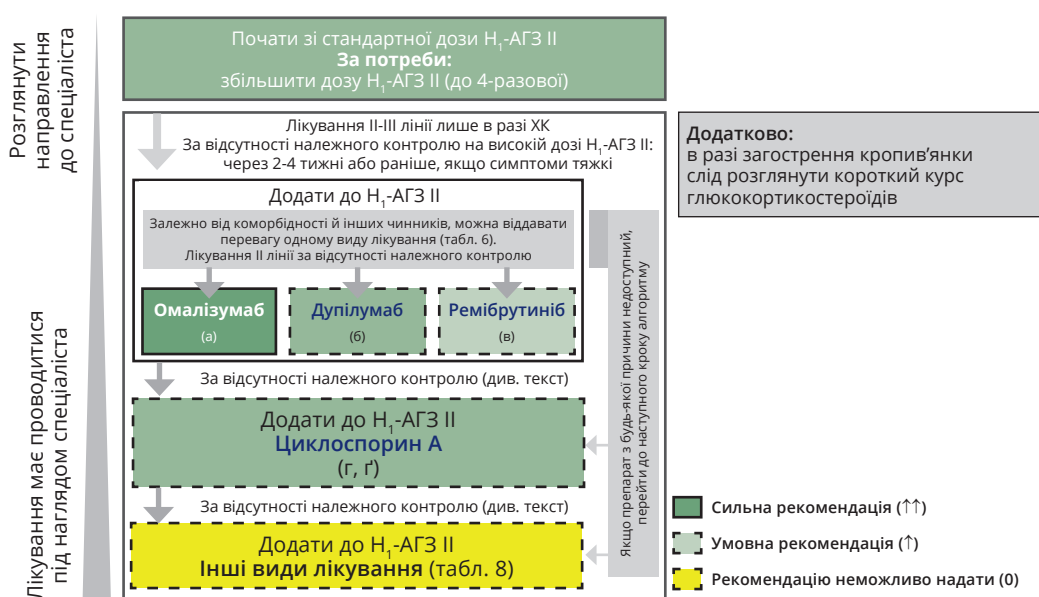 Розглянути
направлення
до спеціаліста
Почати зі стандартної дози H₁-АГЗ II
За потреби:
збільшити дозу H₁-АГЗ II (до 4-разової)
Лікування II-III лінії лише в разі ХК
За відсутності належного контролю на високій дозі H₁-АГЗ II:
через 2-4 тижні або раніше, якщо симптоми тяжкі
Додатково:
в разі загострення кропив'янки
слід розглянути короткий курс
глюкокортикостероїдів
Додати до H₁-АГЗ II
Залежно від коморбідності й інших чинників, можна віддавати
перевагу одному виду лікування (табл. 6).
Лікування II лінії за відсутності належного контролю
Омалізумаб
(а)
Дупілумаб
(б)
Ремібрутиніб
(в)
Якщо препарат з будь-якої причини недоступний,
перейти до наступного кроку алгоритму
Лікування має проводитися
під наглядом спеціаліста
За відсутності належного контролю (див. текст)
Додати до H₁-АГЗ II
Циклоспорин А
(г, ґ)
За відсутності належного контролю (див. текст)
Додати до H₁-АГЗ II
Інші види лікування (табл. 8)
Сильна рекомендація (↑↑)
Умовна рекомендація (↑)
Рекомендацію неможливо надати (0)